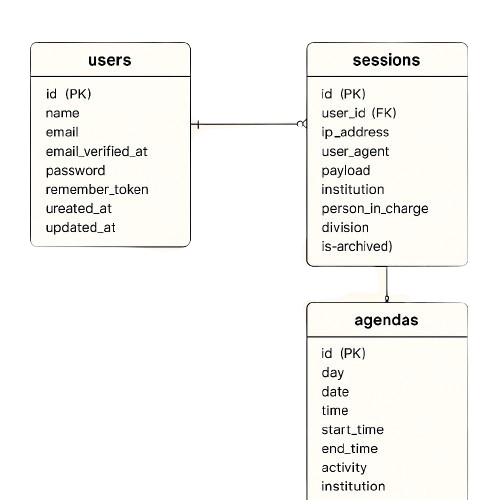 users
id (PK)
name
email
email_verified_at
password
remember_token
ureated_at
updated_at
sessions
id (PK)
user_id (FK)
ip_address
user_agent
payload
institution
person_in_charge
division
is-archived)
agendas
id (PK)
day
date
time
start_time
end_time
activity
institution